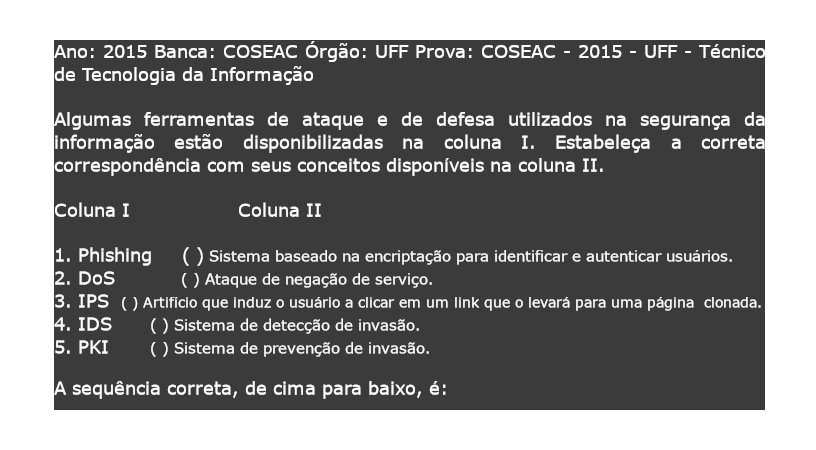 Ano: 2015 Banca: COSEAC Órgão: UFF Prova: COSEAC - 2015 - UFF - Técnico
de Tecnologia da Informação
Algumas ferramentas de ataque e de defesa utilizados na segurança da
informação estão disponibilizadas na coluna I. Estabeleça a correta
correspondência com seus conceitos disponíveis na coluna II.
Coluna I Coluna II
1. Phishing ( ) Sistema baseado na encriptação para identificar e autenticar usuários.
2. DoS ( ) Ataque de negação de serviço.
3. IPS ( ) Artifício que induz o usuário a clicar em um link que o levará para uma página clonada.
4. IDS ( ) Sistema de detecção de invasão.
5. PKI ( ) Sistema de prevenção de invasão.
A sequência correta, de cima para baixo, é: